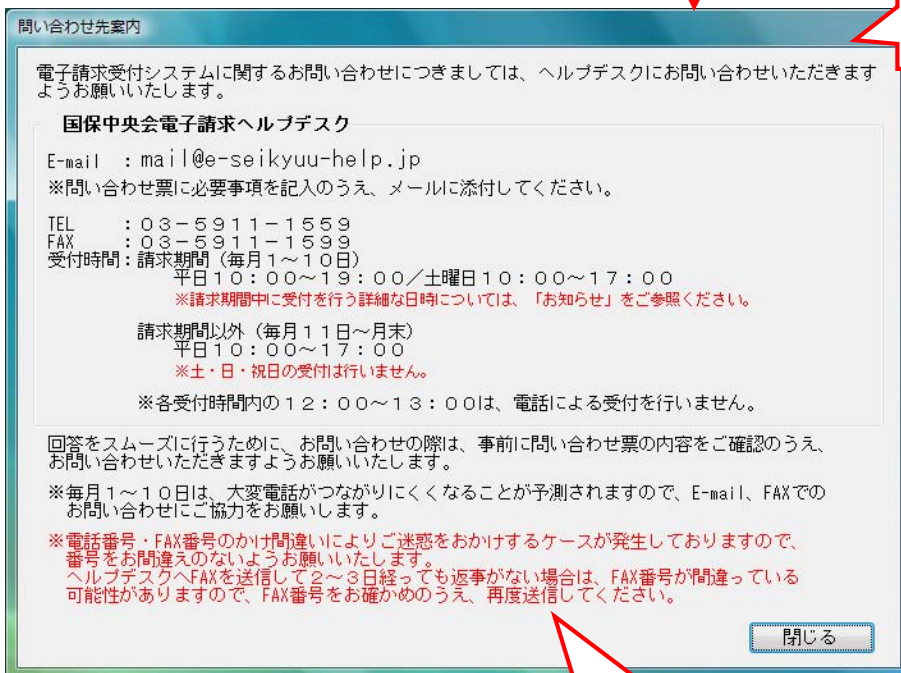 問い合わせ先案内
電子請求受付システムに関するお問い合わせにつきましては、ヘルプデスクにお問い合わせいただきます
ようお願いいたします。
国保中央会電子請求ヘルプデスク
E-mail ：mail@e-seikyuu-help.jp
※問い合わせ票に必要事項を記入のうえ、メールに添付してください。
TEL ：０３－５９１１－１５５９
FAX ：０３－５９１１－１５９９
受付時間：請求期間（毎月１～１０日）
平日１０：００～１９：００／土曜日１０：００～１７：００
※請求期間中に受付を行う詳細な日時については、「お知らせ」をご参照ください。
請求期間以外（毎月１１日～月末）
平日１０：００～１７：００
※土・日・祝日の受付は行いません。
※各受付時間内の１２：００～１３：００は、電話による受付を行いません。
回答をスムーズに行うために、お問い合わせの際は、事前に問い合わせ票の内容をご確認のうえ、
お問い合わせいただきますようお願いいたします。
※毎月１～１０日は、大変電話がつながりにくくなることが予測されますので、E-mail、FAXでの
お問い合わせにご協力をお願いします。
※電話番号・FAX番号のかけ間違いによりご迷惑をおかけするケースが発生しておりますので、
番号をお間違えのないようお願いいたします。
ヘルプデスクへFAXを送信して２～３日経っても返事がない場合は、FAX番号が間違っている
可能性がありますので、FAX番号をお確かめのうえ、再度送信してください。
閉じる